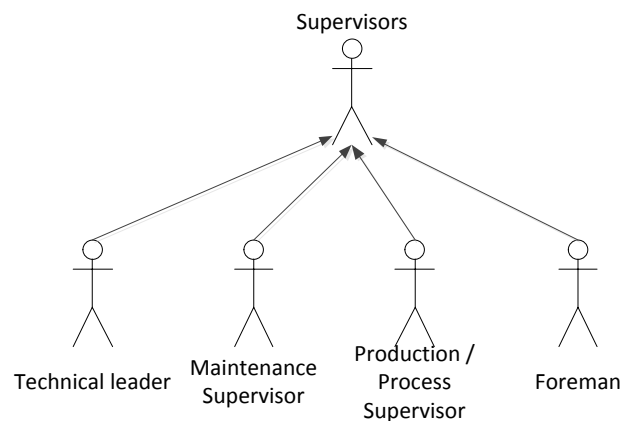 Supervisors
Technical leader
Maintenance
Supervisor
Production /
Process
Supervisor
Foreman